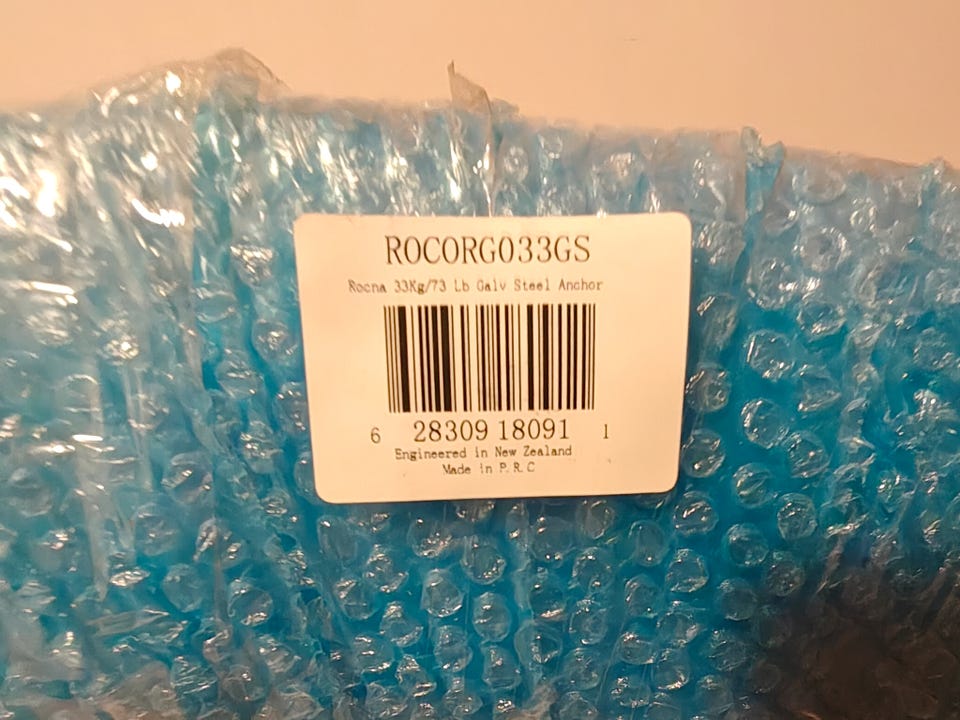 ROCORG033GS
Rocna 33Kg/73 Lb Galv Steel Anchor
6 28309 18091 1
Engineered in New Zealand
Made in P.R.C